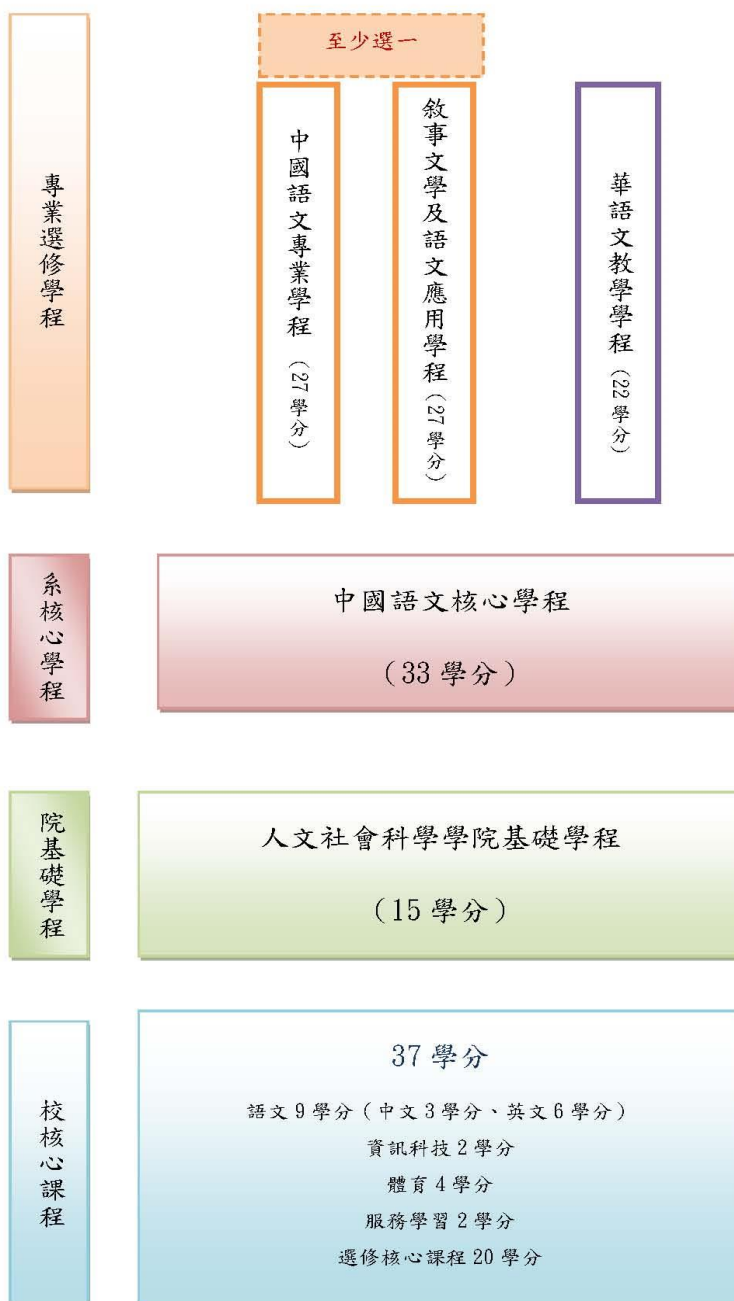 專業選修學程
至少選一
中國語文專業學程（27學分）
敘事文學及語文應用學程（27學分）
華語文教學學程（22學分）
系核心學程
中國語文核心學程
（33學分）
院基礎學程
人文社會科學學院基礎學程
（15學分）
校核心課程
37學分
語文9學分（中文3學分、英文6學分）
資訊科技2學分
體育4學分
服務學習2學分
選修核心課程20學分